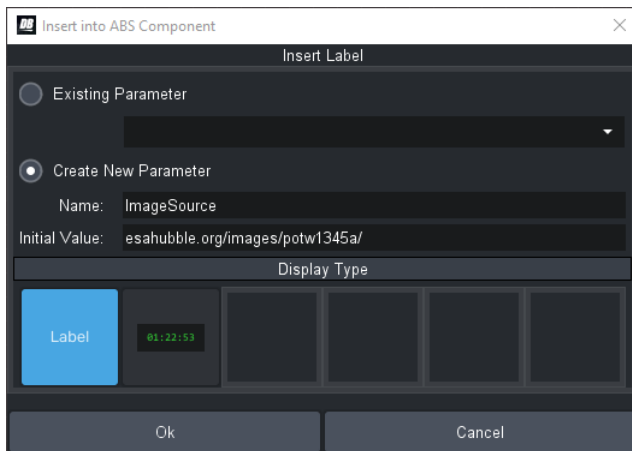 DB Insert into ABS Component
Insert Label
Existing Parameter
Create New Parameter
Name: ImageSource
Initial Value: esahubble.org/images/potw1345a/
Display Type
Label 01:22:53
Ok Cancel